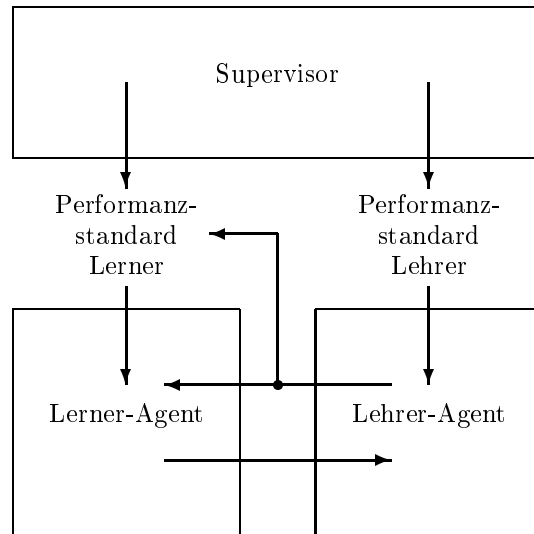 Supervisor
Performanz-
standard
Lerner
Performanz-
standard
Lehrer
Lerner-Agent
Lehrer-Agent